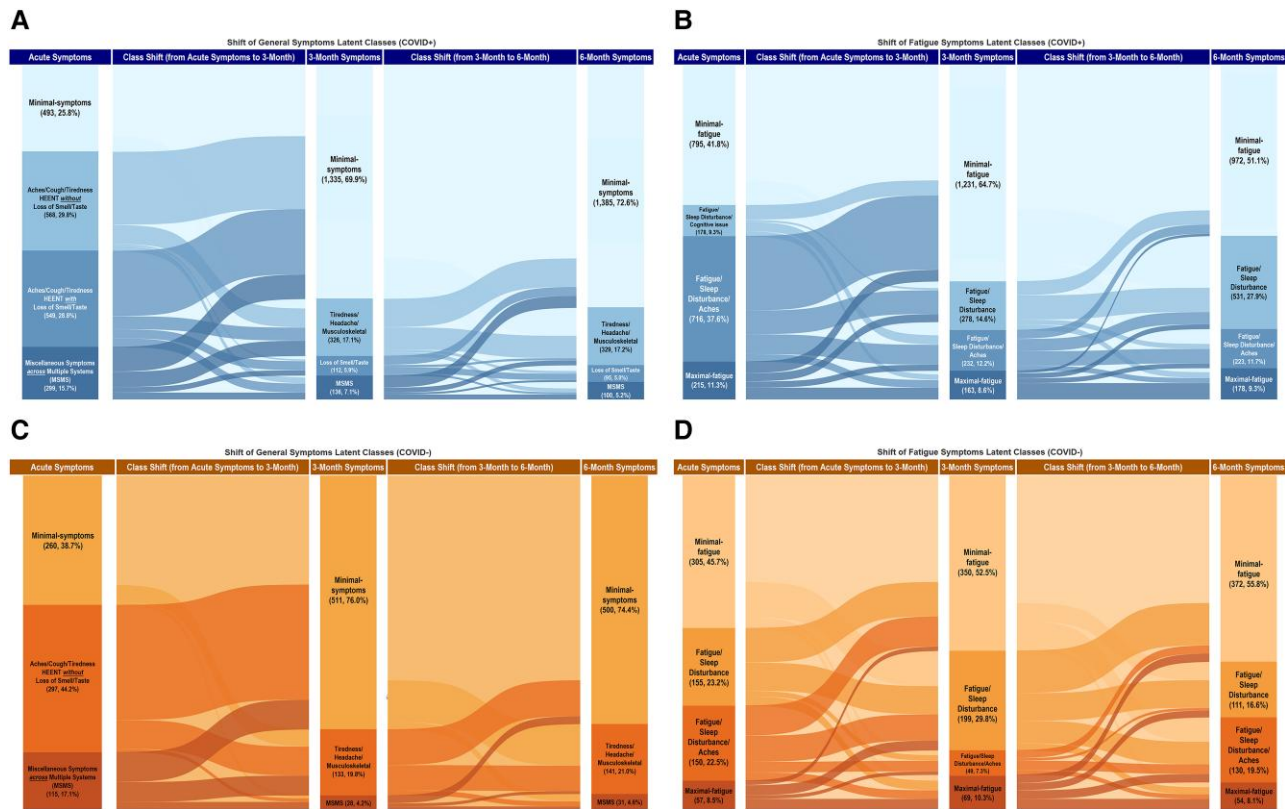 A
Shift of General Symptoms Latent Classes (COVID+)
Acute Symptoms
Class Shift (from Acute Symptoms to 3-Month)
3-Month Symptoms
Class Shift (from 3-Month to 6-Month)
6-Month Symptoms
Minimal-symptoms
(493, 25.8%)
Aches/Cough/Tiredness
HEENT without
Loss of Smell/Taste
(568, 29.8%)
Aches/Cough/Tiredness
HEENT with
Loss of Smell/Taste
Miscellaneous Symptoms
across Multiple Systems
(MSMS)
(299, 15.7%)
Minimal-
symptoms
(1,335, 69.9%)
Tiredness/
Headache/
Musculoskeletal
17.1%)
Loss of Smell/Taste
(112, 5.9%)
MSMS
7.1%)
Minimal-
symptoms
(1,385, 72.6%)
Tiredness/
Headache/
Musculoskeletal
17.2%)
Loss of Smell/Taste
MSMS
(100, 5.2%)
B
Shift of Fatigue Symptoms Latent Classes (COVID+)
Acute Symptoms
Class Shift (from Acute Symptoms to 3-Month)
3-Month Symptoms
Class Shift (from 3-Month to 6-Month)
6-Month Symptoms
Minimal-
fatigue
(795, 41.8%)
Fatigue/
Sleep Disturbance/
Cognitive issue
(178, 9.3%)
Fatigue/
Sleep
Disturbance/
Aches
(716, 37.6%)
Maximal-fatigue
(215, 11.3%)
Minimal-
fatigue
(1,231, 64.7%)
Fatigue/
Sleep
Disturbance
(278, 14.6%)
Fatigue/
Sleep Disturbance/
Aches
(232, 12.2%)
Maximal-fatigue
(163, 8.6%)
Minimal-
fatigue
(972, 51.1%)
Fatigue/
Sleep
Disturbance
(531, 27.9%)
Fatigue/
Sleep Disturbance/
Aches
(223, 11.7%)
Maximal-fatigue
(178, 9.3%)
C
Shift of General Symptoms Latent Classes (COVID-)
Acute Symptoms
Class Shift (from Acute Symptoms to 3-Month)
3-Month Symptoms
Class Shift (from 3-Month to 6-Month)
6-Month Symptoms
Minimal-symptoms
(260, 38.7%)
Aches/Cough/Tiredness
HEENT without
Loss of Smell/Taste
(297, 44.2%)
Miscellaneous Symptoms
across Multiple Systems
(MSMS)
(115, 17.1%)
Minimal-
symptoms
(511, 76.0%)
Tiredness/
Headache/
Musculoskeletal
(133, 19.8%)
MSMS (28, 4.2%)
Minimal-
symptoms
(500, 74.4%)
Tiredness/
Headache/
Musculoskeletal
(141, 21.0%)
MSMS (31, 4.6%)
D
Shift of Fatigue Symptoms Latent Classes (COVID-)
Acute Symptoms
Class Shift (from Acute Symptoms to 3-Month)
3-Month Symptoms
Class Shift (from 3-Month to 6-Month)
6-Month Symptoms
Minimal-
fatigue
(305, 45.7%)
Fatigue/
Sleep
Disturbance
(155, 23.2%)
Fatigue/
Sleep
Disturbance/
Aches
(150, 22.5%)
Maximal-fatigue
(57, 8.5%)
Minimal-
fatigue
(350, 52.5%)
Fatigue/
Sleep
Disturbance
(199, 29.8%)
Fatigue/Sleep
Disturbance/Aches
Maximal-fatigue
(69, 10.3%)
Minimal-
fatigue
(372, 55.8%)
Fatigue/
Sleep
Disturbance
(111, 16.6%)
Fatigue/
Sleep
Disturbance/
Aches
(130, 19.5%)
Maximal-fatigue
(54, 8.1%)